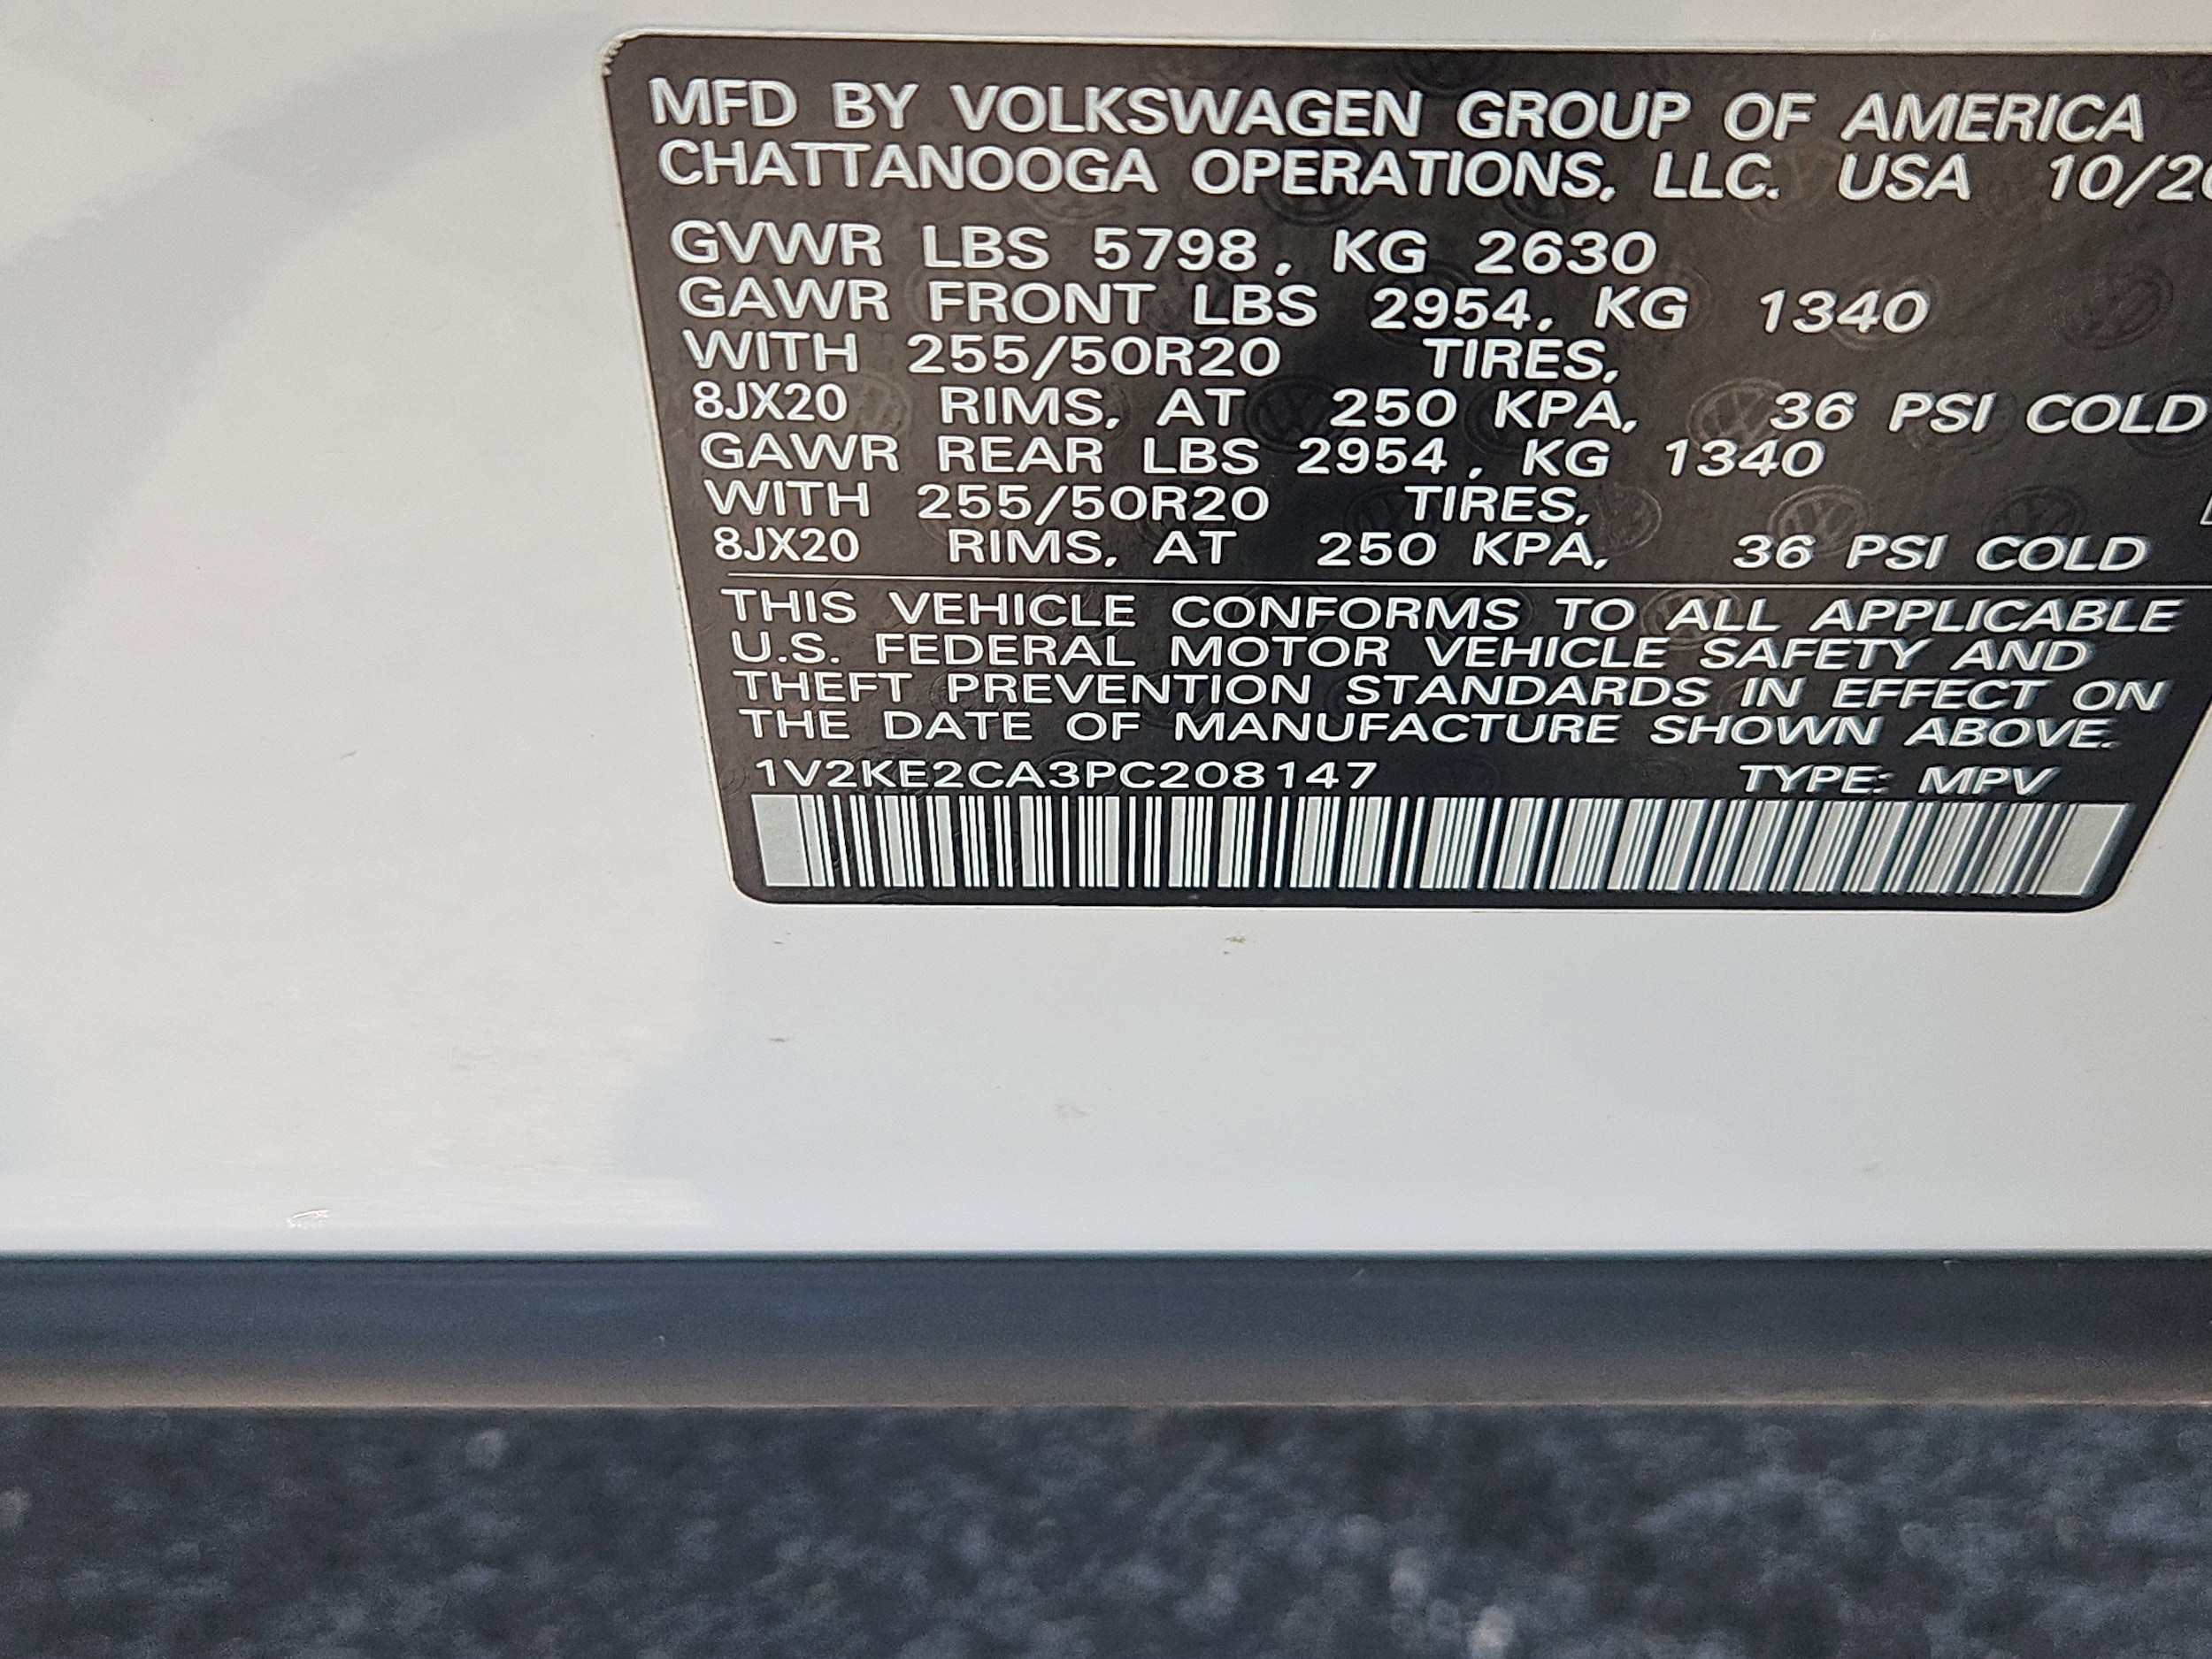 MFD BY VOLKSWAGEN GROUP OF AMERICA
CHATTANOOGA OPERATIONS, LLC. USA
GVWR LBS 5798, KG 2630
GAWR FRONT LBS 2954, KG 1340
WITH 255/50R20 TIRES,
8JX20 RIMS, AT 250 KPA, 36 PSI COLD
GAWR REAR LBS 2954, KG 1340
WITH 255/50R20 TIRES,
8JX20 RIMS, AT 250 KPA, 36 PSI COLD
THIS VEHICLE CONFORMS TO ALL APPLICABLE
U.S. FEDERAL MOTOR VEHICLE SAFETY AND
THEFT PREVENTION STANDARDS IN EFFECT ON
THE DATE OF MANUFACTURE SHOWN ABOVE.
1V2KE2CA3PC208147 TYPE: MPV